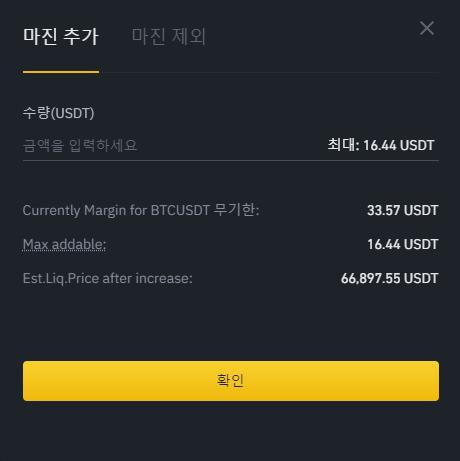 마진 추가 마진 제외
수량(USDT)
금액을 입력하세요 최대: 16.44 USDT
Currently Margin for BTCUSDT 무기한: 33.57 USDT
Max addable: 16.44 USDT
Est.Liq.Price after increase: 66,897.55 USDT
확인